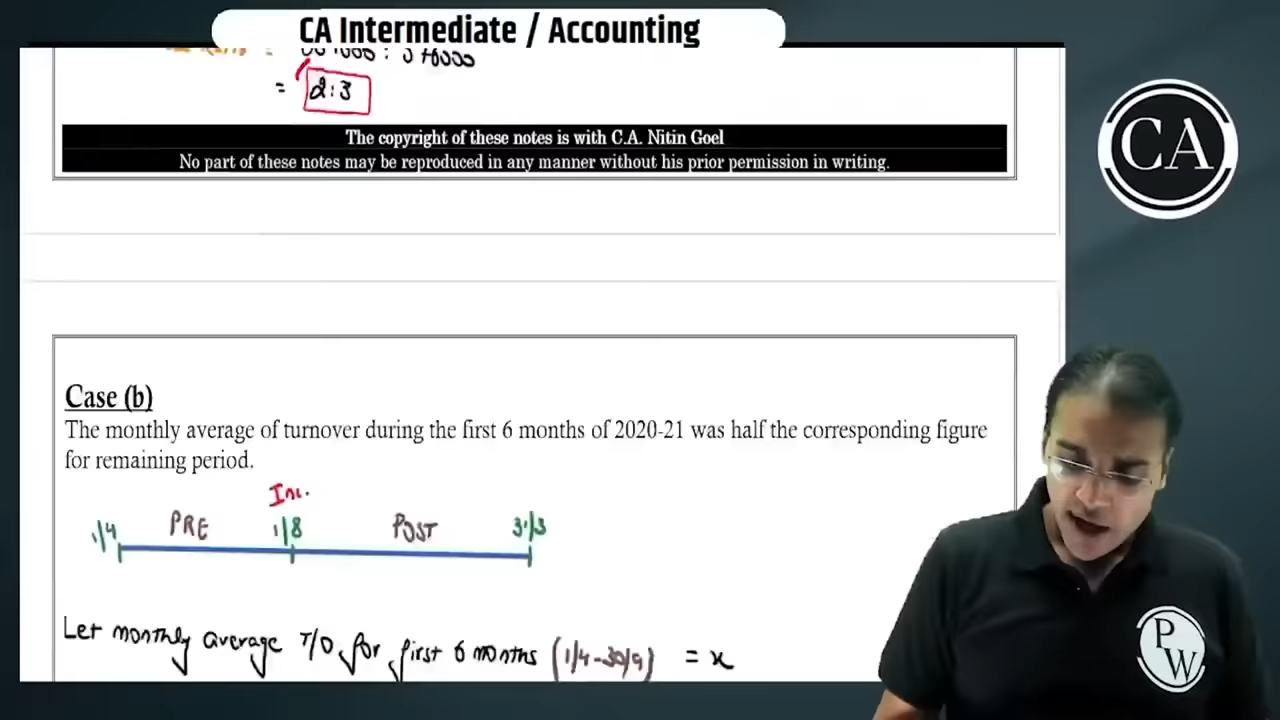 CA Intermediate / Accounting
= 2:3
The copyright of these notes is with C.A. Nitin Goel
No part of these notes may be reproduced in any manner without his prior permission in writing.
CA
Case (b)
The monthly average of turnover during the first 6 months of 2020-21 was half the corresponding figure
for remaining period.
Inc.
1/4 PRE 1/8 POST 31/3
Let monthly average T/O for first 6 months (1/4-30/9) = x
PW